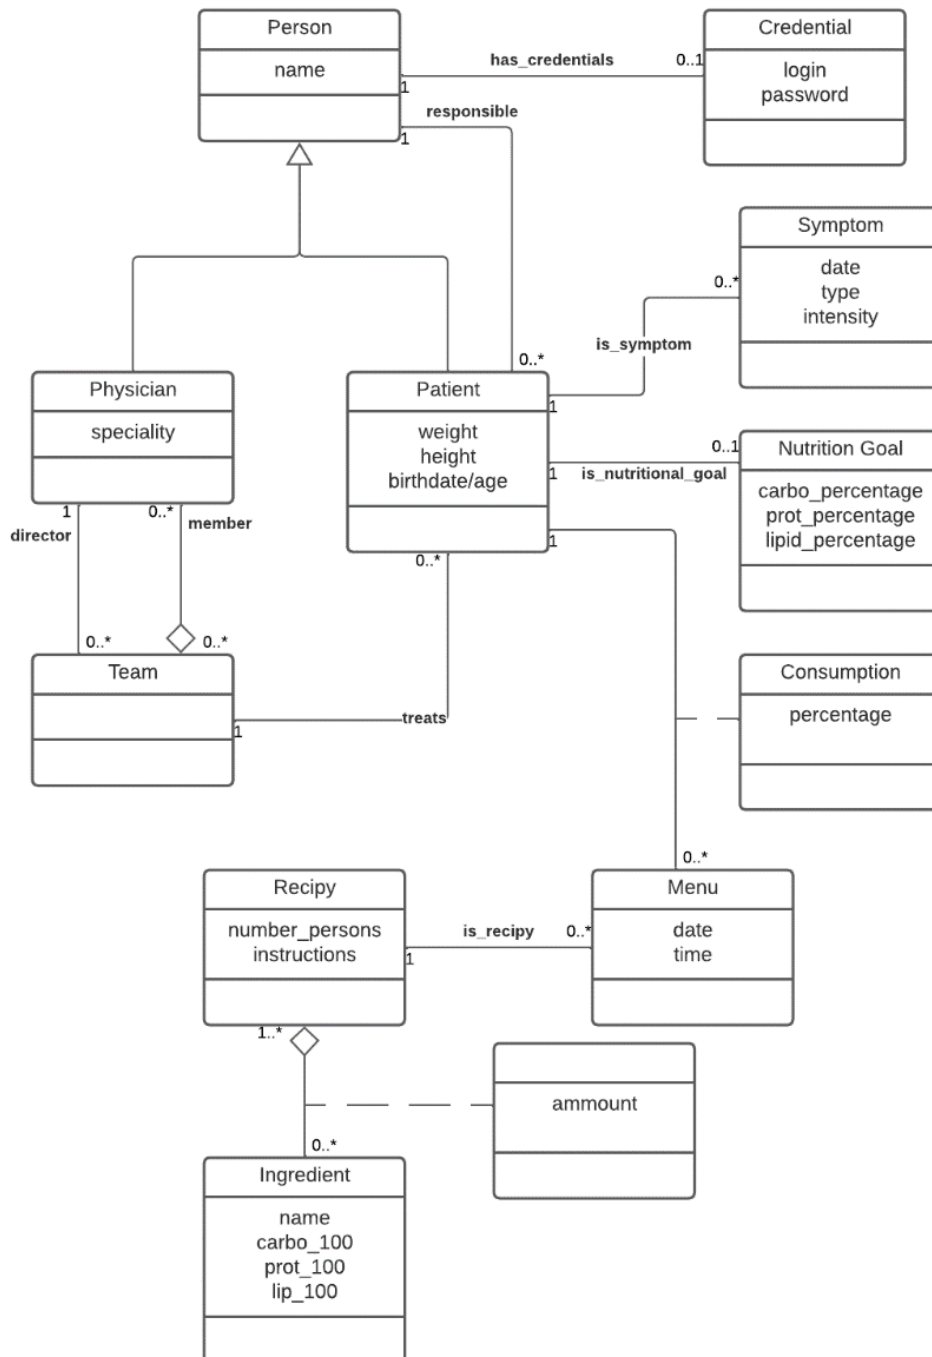 Person
name
Credential
login
password
has_credentials
0..1
1
responsible
1
Symptom
date
type
intensity
0..*
is_symptom
0..*
1
Physician
speciality
Patient
weight
height
birthdate/age
Nutrition Goal
carbo_percentage
prot_percentage
lipid_percentage
0..1
1
is_nutritional_goal
1
director
0..*
member
0..*
1
0..*
0..*
Team
treats
1
Consumption
percentage
0..*
Recipy
number_persons
instructions
is_recipy
0..*
1
Menu
date
time
1..*
ammount
0..*
Ingredient
name
carbo_100
prot_100
lip_100